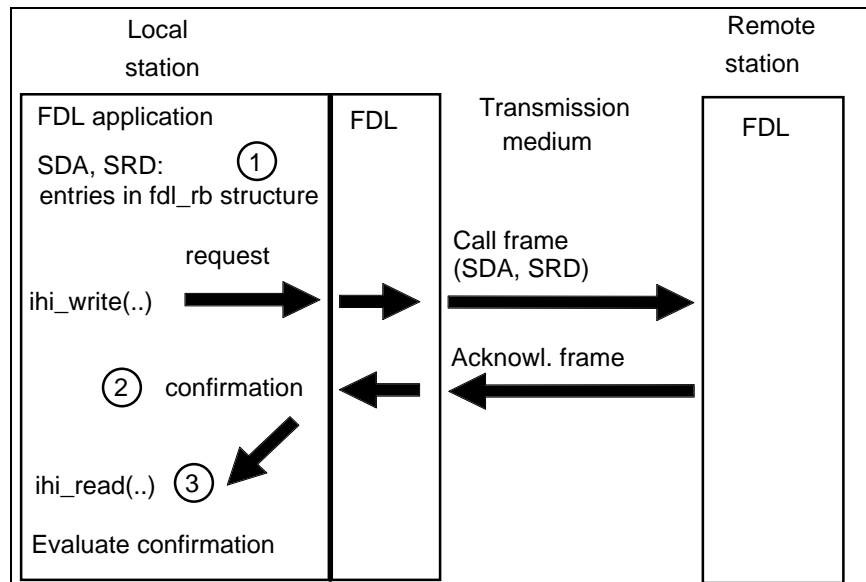 Local
station
Remote
station
FDL application
FDL
Transmission
medium
FDL
SDA, SRD: 1
entries in fdl_rb structure
request
Call frame
(SDA, SRD)
ihi_write(..)
Acknowl. frame
2 confirmation
ihi_read(..) 3
Evaluate confirmation